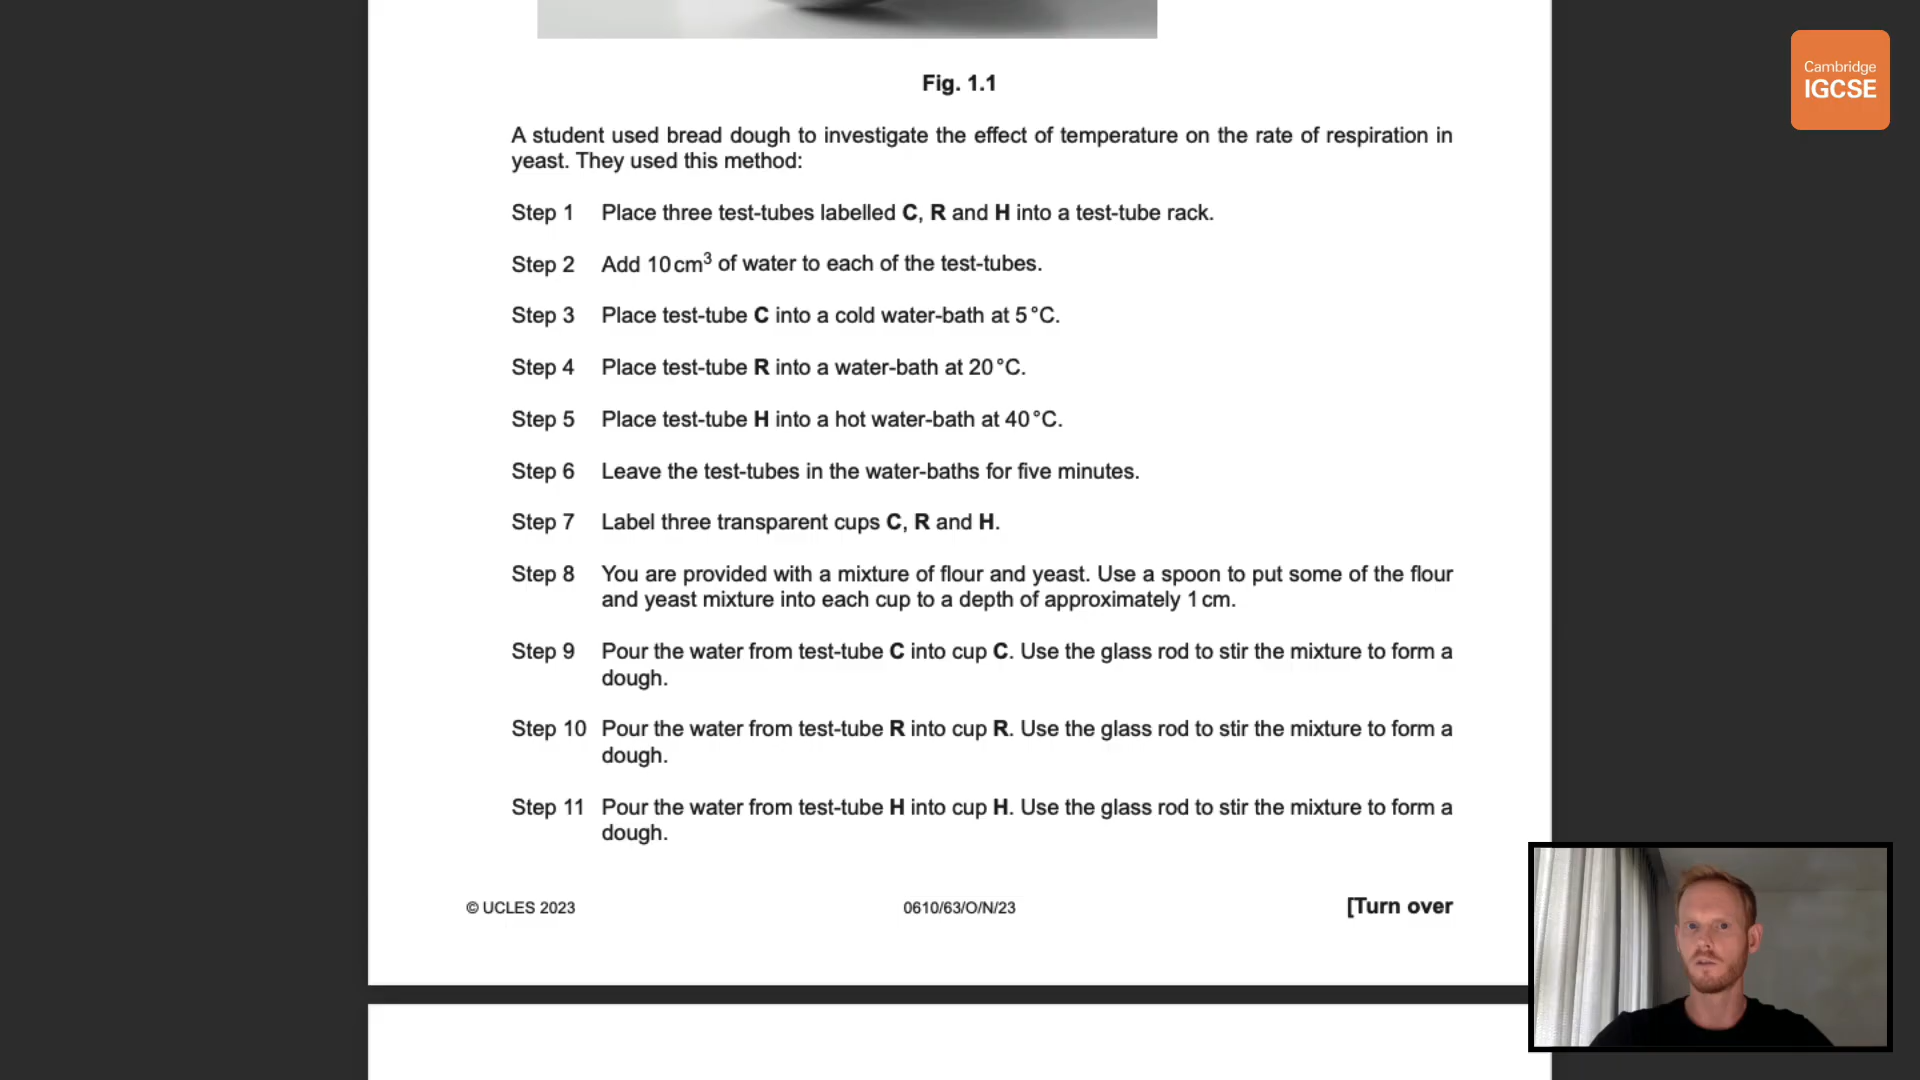 Cambridge
IGCSE
Fig. 1.1
A student used bread dough to investigate the effect of temperature on the rate of respiration in
yeast. They used this method:
Step 1 Place three test-tubes labelled C, R and H into a test-tube rack.
Step 2 Add 10 cm³ of water to each of the test-tubes.
Step 3 Place test-tube C into a cold water-bath at 5 °C.
Step 4 Place test-tube R into a water-bath at 20 °C.
Step 5 Place test-tube H into a hot water-bath at 40 °C.
Step 6 Leave the test-tubes in the water-baths for five minutes.
Step 7 Label three transparent cups C, R and H.
Step 8 You are provided with a mixture of flour and yeast. Use a spoon to put some of the flour
and yeast mixture into each cup to a depth of approximately 1 cm.
Step 9 Pour the water from test-tube C into cup C. Use the glass rod to stir the mixture to form a
dough.
Step 10 Pour the water from test-tube R into cup R. Use the glass rod to stir the mixture to form a
dough.
Step 11 Pour the water from test-tube H into cup H. Use the glass rod to stir the mixture to form a
dough.
© UCLES 2023 0610/63/O/N/23 [Turn over